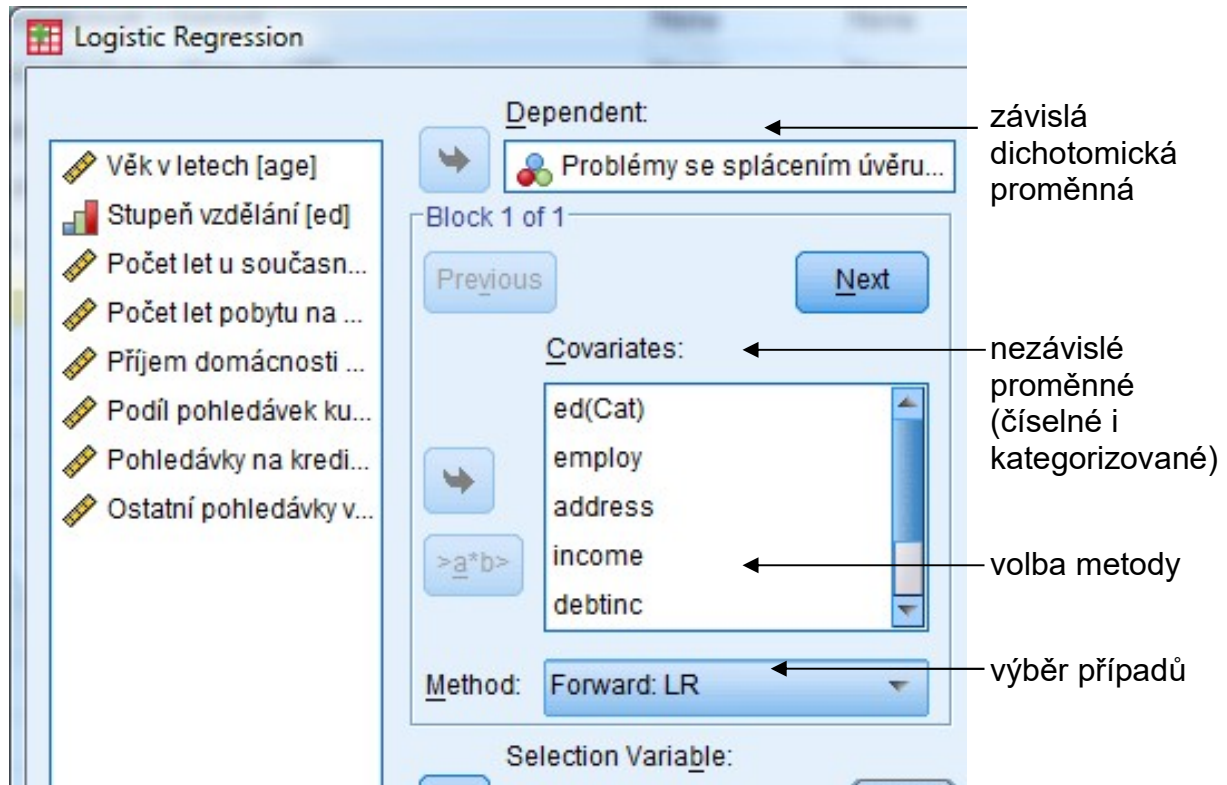 Logistic Regression
Věk v letech [age]
Stupeň vzdělání [ed]
Počet let u současn...
Počet let pobytu na ...
Příjem domácnosti ...
Podíl pohledávek ku...
Pohledávky na kredi...
Ostatní pohledávky v...
Dependent:
Problémy se splácením úvěru...
Block 1 of 1
Previous
Next
Covariates:
ed(Cat)
employ
address
income
debtinc
>a*b>
Method:
Forward: LR
Selection Variable:
závislá
dichotomická
proměnná
nezávislé
proměnné
(číselné i
kategorizované)
volba metody
výběr případů